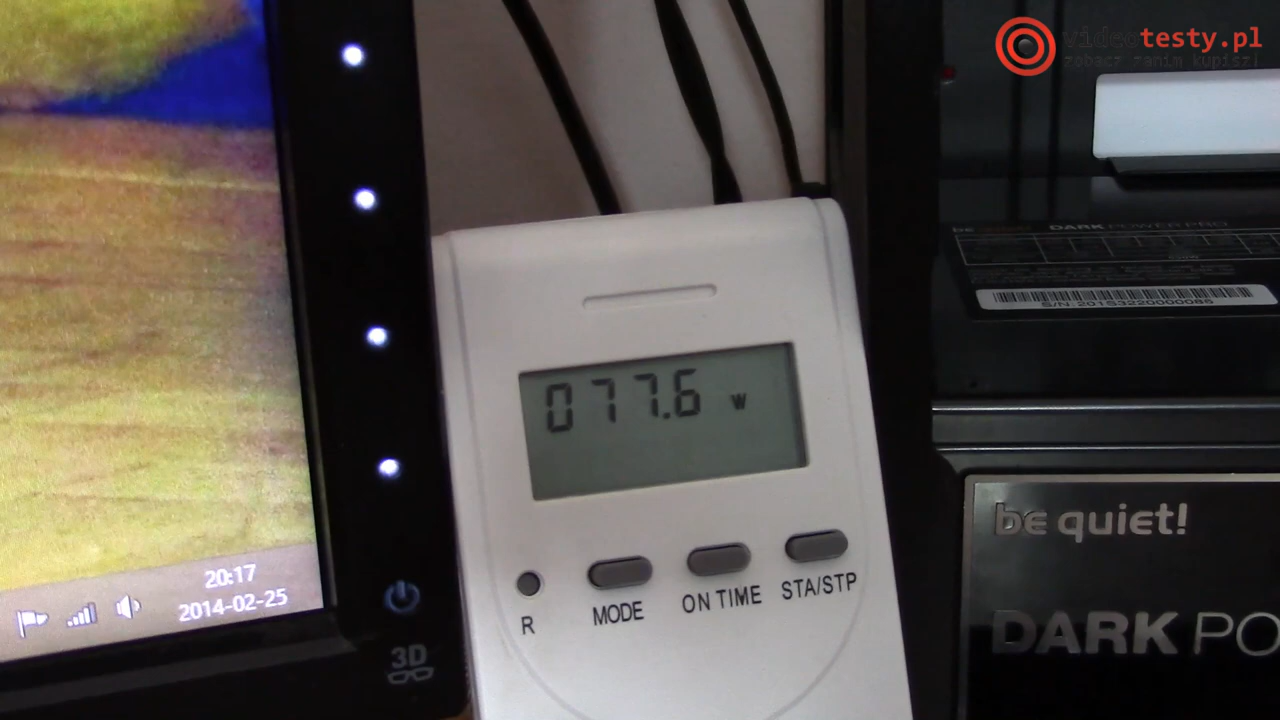 videotesty.pl
zobacz zanim kupisz!
DARK POWER PRO
S/N:20153220000085
077.6 w
be quiet!
R
MODE
ON TIME
STA/STP
20:17
2014-02-25
3D
DARK PO